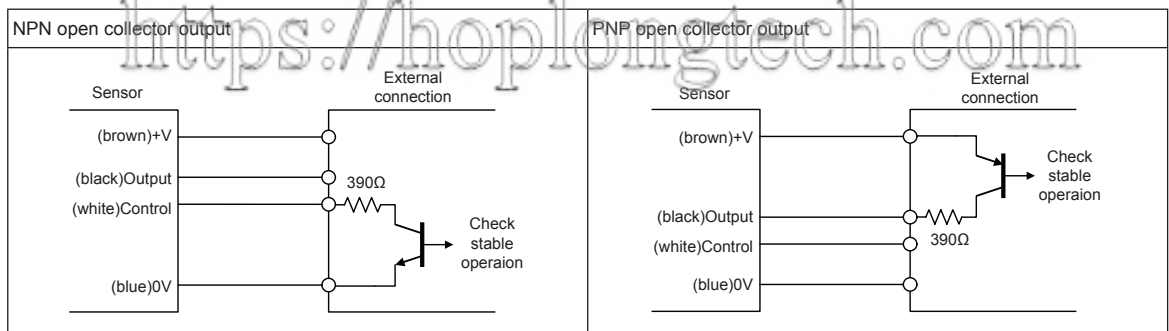 https://hoplongtech.com
NPN open collector output
Sensor
External
connection
(brown)+V
(black)Output
390Ω
(white)Control
Check
stable
operaion
(blue)0V
PNP open collector output
Sensor
External
connection
(brown)+V
Check
stable
operaion
(black)Output
390Ω
(white)Control
(blue)0V